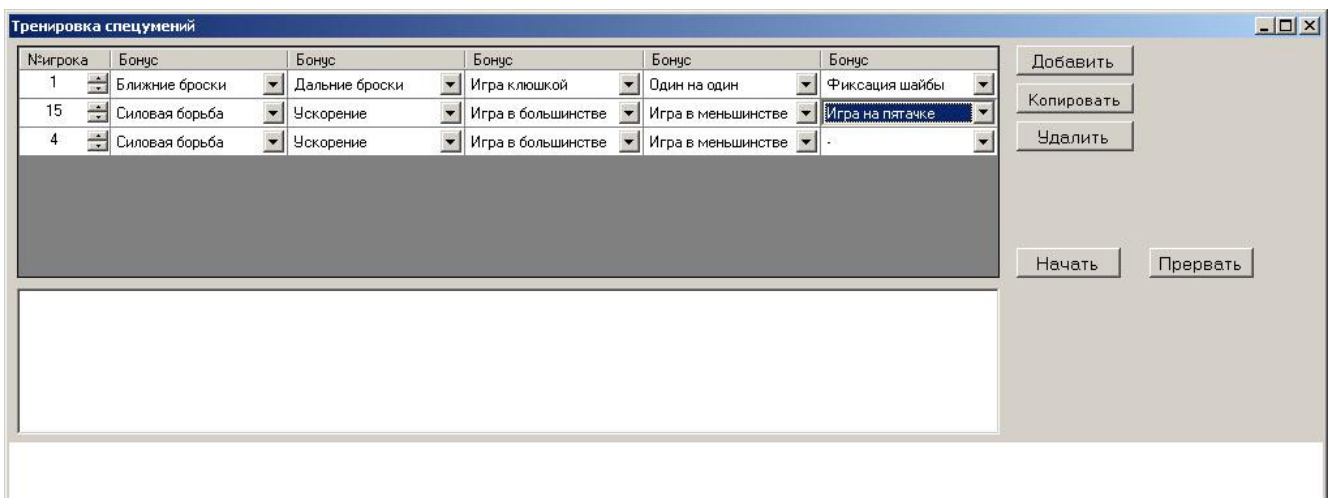 Тренировка спецумений
№игрока Бонус Бонус Бонус Бонус Бонус
1 Ближние броски Дальние броски Игра клюшкой Один на один Фиксация шайбы
15 Силовая борьба Ускорение Игра в большинстве Игра в меньшинстве Игра на пятачке
4 Силовая борьба Ускорение Игра в большинстве Игра в меньшинстве -
Добавить
Копировать
Удалить
Начать Прервать